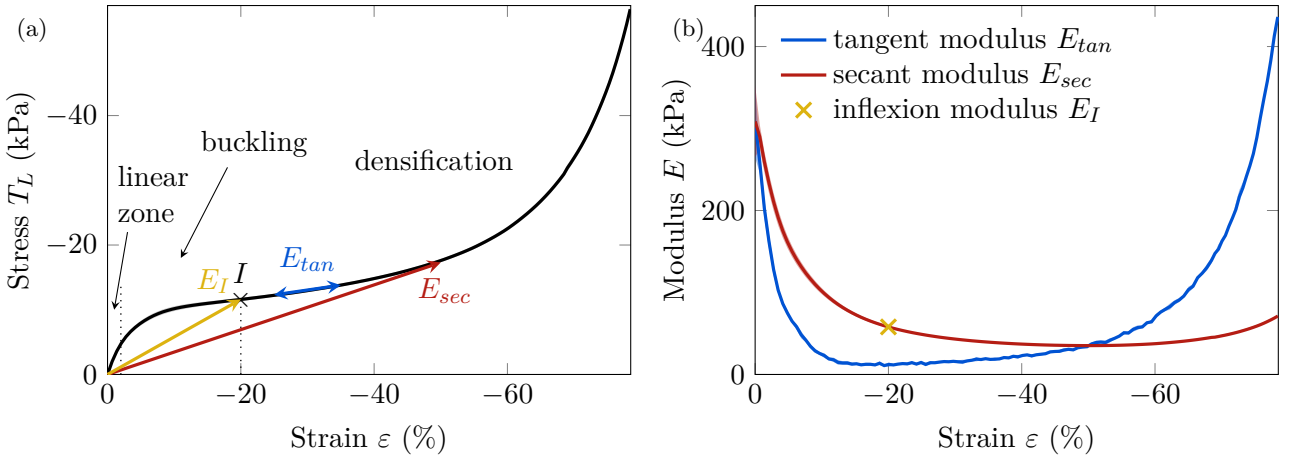 (a)
Stress T_L (kPa)
−40
−20
0
linear
zone
buckling
densification
E_I
I
E_tan
E_sec
0
−20
−40
−60
Strain ε (%)
(b)
Modulus E (kPa)
400
200
0
tangent modulus E_tan
secant modulus E_sec
inflexion modulus E_I
0
−20
−40
−60
Strain ε (%)